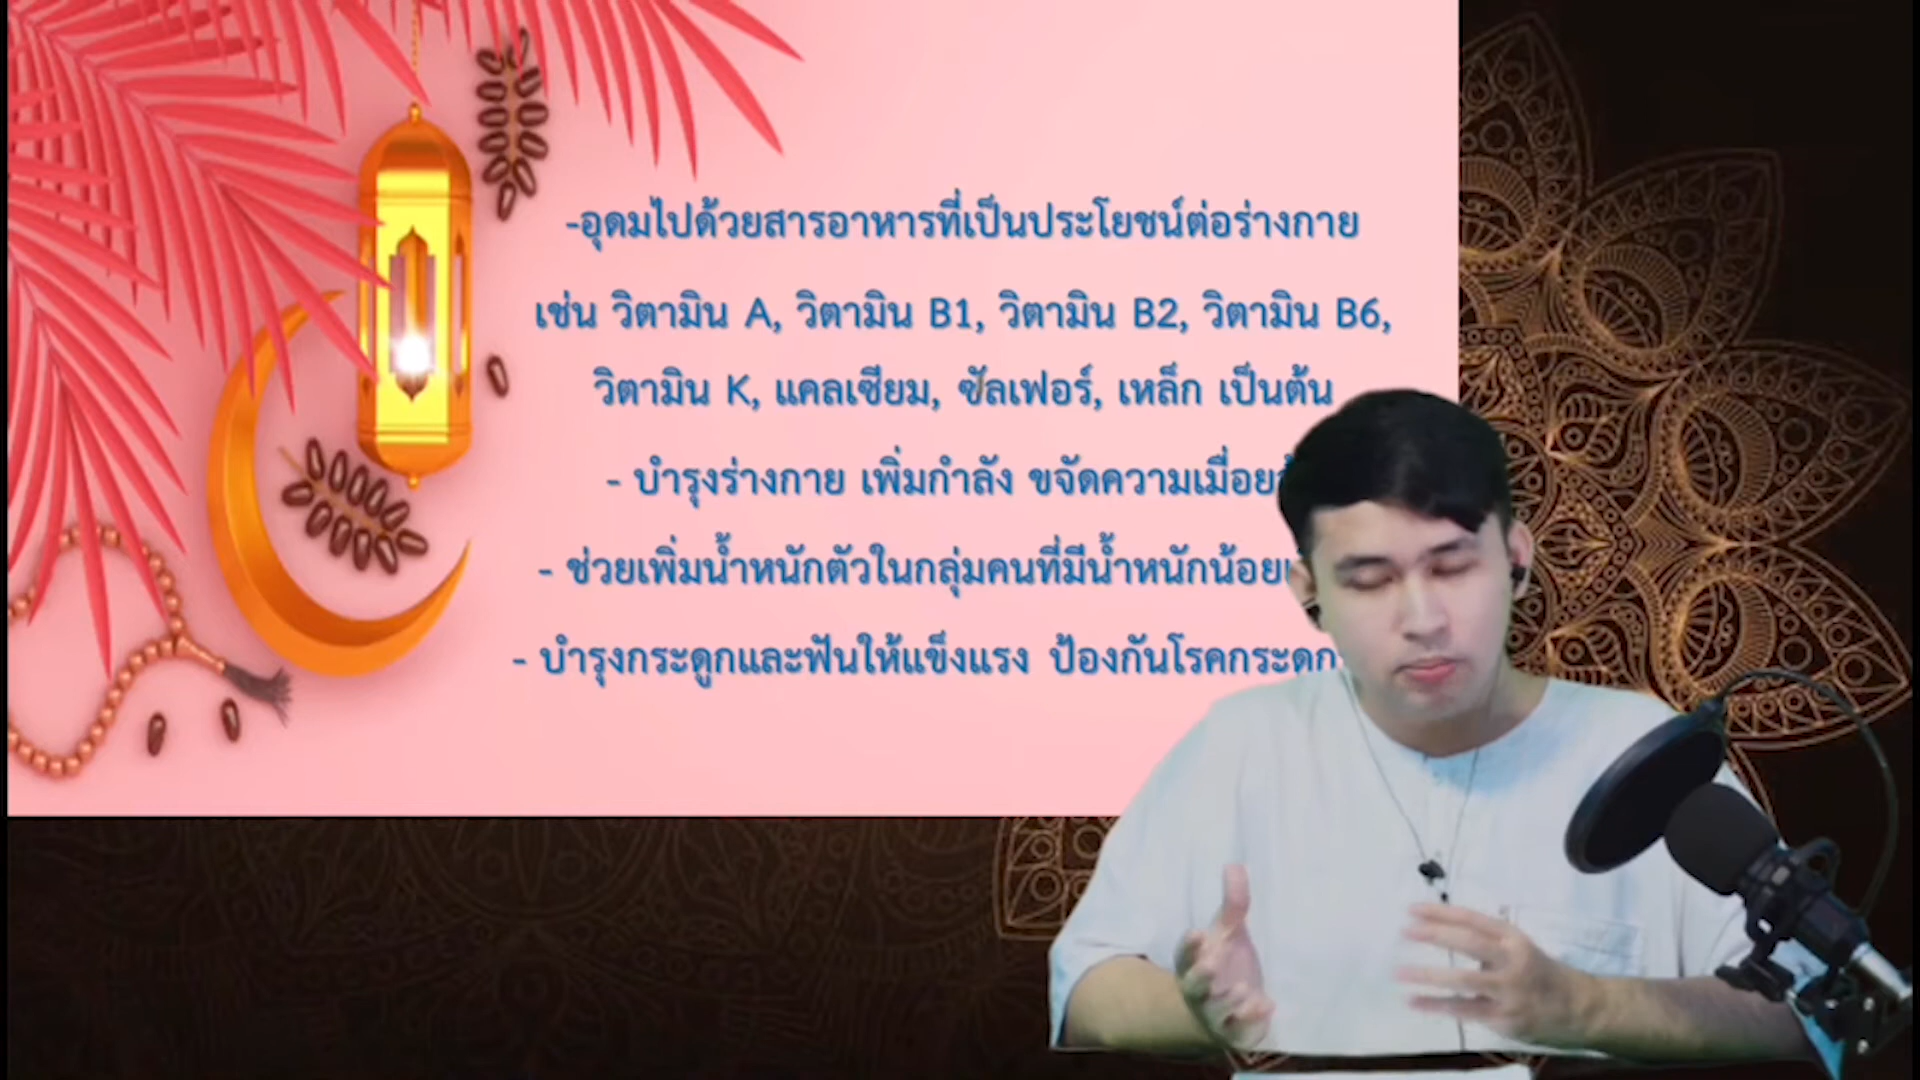 -อุดมไปด้วยสารอาหารที่เป็นประโยชน์ต่อร่างกาย
เช่น วิตามิน A, วิตามิน B1, วิตามิน B2, วิตามิน B6,
วิตามิน K, แคลเซียม, ซัลเฟอร์, เหล็ก เป็นต้น
- บำรุงร่างกาย เพิ่มกำลัง ขจัดความเมื่อย
- ช่วยเพิ่มน้ำหนักตัวในกลุ่มคนที่มีน้ำหนักน้อย
- บำรุงกระดูกและฟันให้แข็งแรง ป้องกันโรคกระดูก